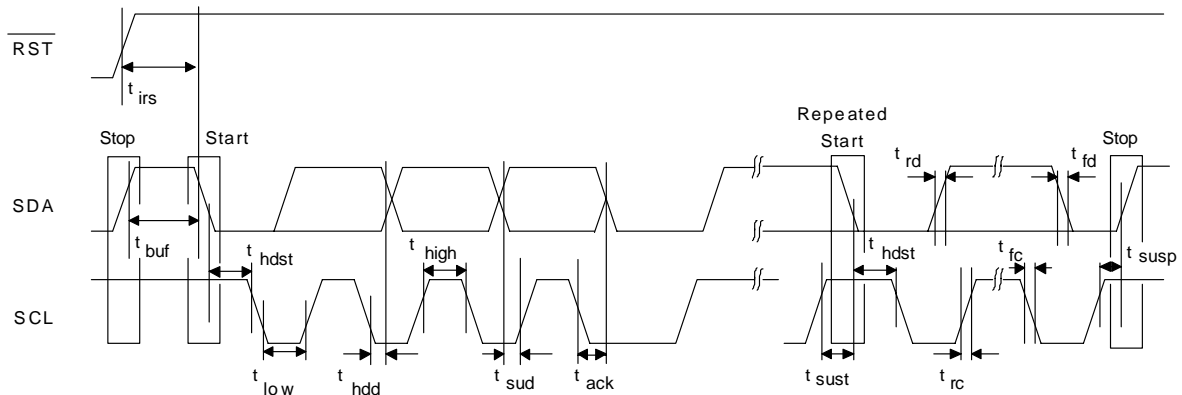 RST
t irs
Repeated
Stop
Start
Start
Stop
t rd
t fd
SDA
t buf
t hdst
t high
t hdst
t fc
t susp
SCL
t low
t hdd
t sud
t ack
t sust
t rc